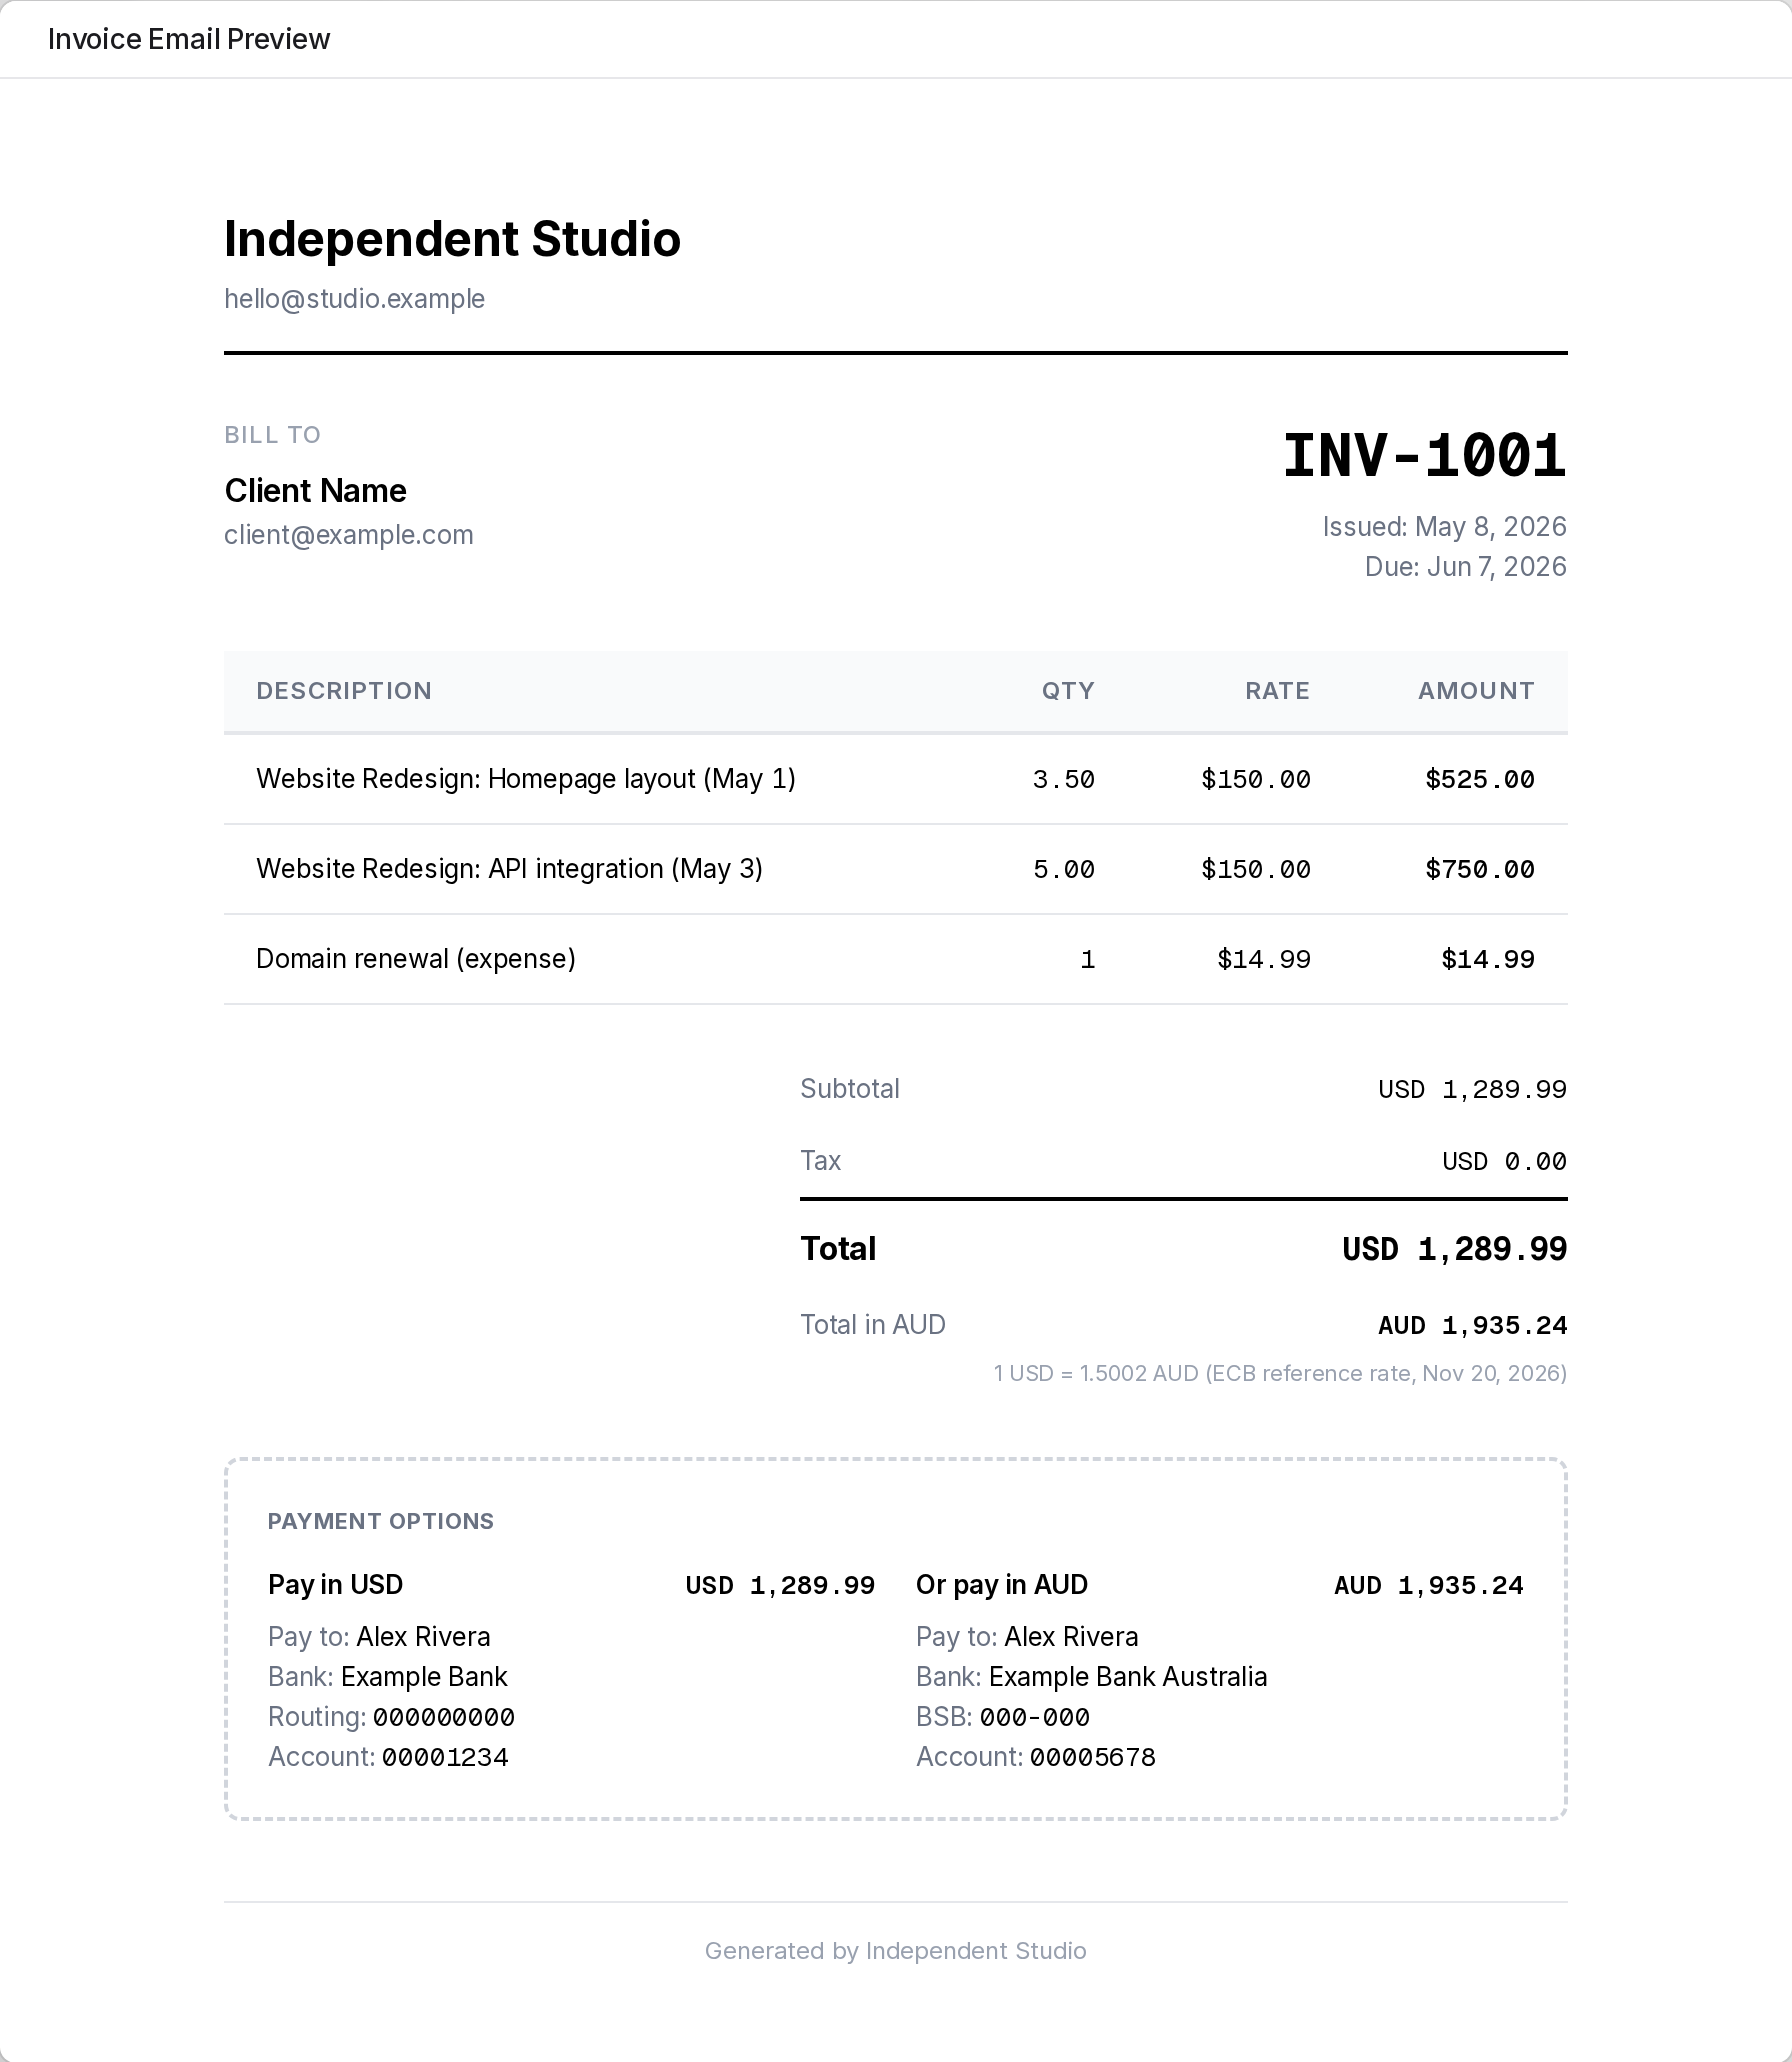 Invoice Email Preview
Independent Studio
hello@studio.example
BILL TO
Client Name
client@example.com
INV-1001
Issued: May 8, 2026
Due: Jun 7, 2026
DESCRIPTION QTY RATE AMOUNT
Website Redesign: Homepage layout (May 1) 3.50 $150.00 $525.00
Website Redesign: API integration (May 3) 5.00 $150.00 $750.00
Domain renewal (expense) 1 $14.99 $14.99
Subtotal USD 1,289.99
Tax USD 0.00
Total USD 1,289.99
Total in AUD AUD 1,935.24
1 USD = 1.5002 AUD (ECB reference rate, Nov 20, 2026)
PAYMENT OPTIONS
Pay in USD USD 1,289.99
Pay to: Alex Rivera
Bank: Example Bank
Routing: 000000000
Account: 00001234
Or pay in AUD AUD 1,935.24
Pay to: Alex Rivera
Bank: Example Bank Australia
BSB: 000-000
Account: 00005678
Generated by Independent Studio